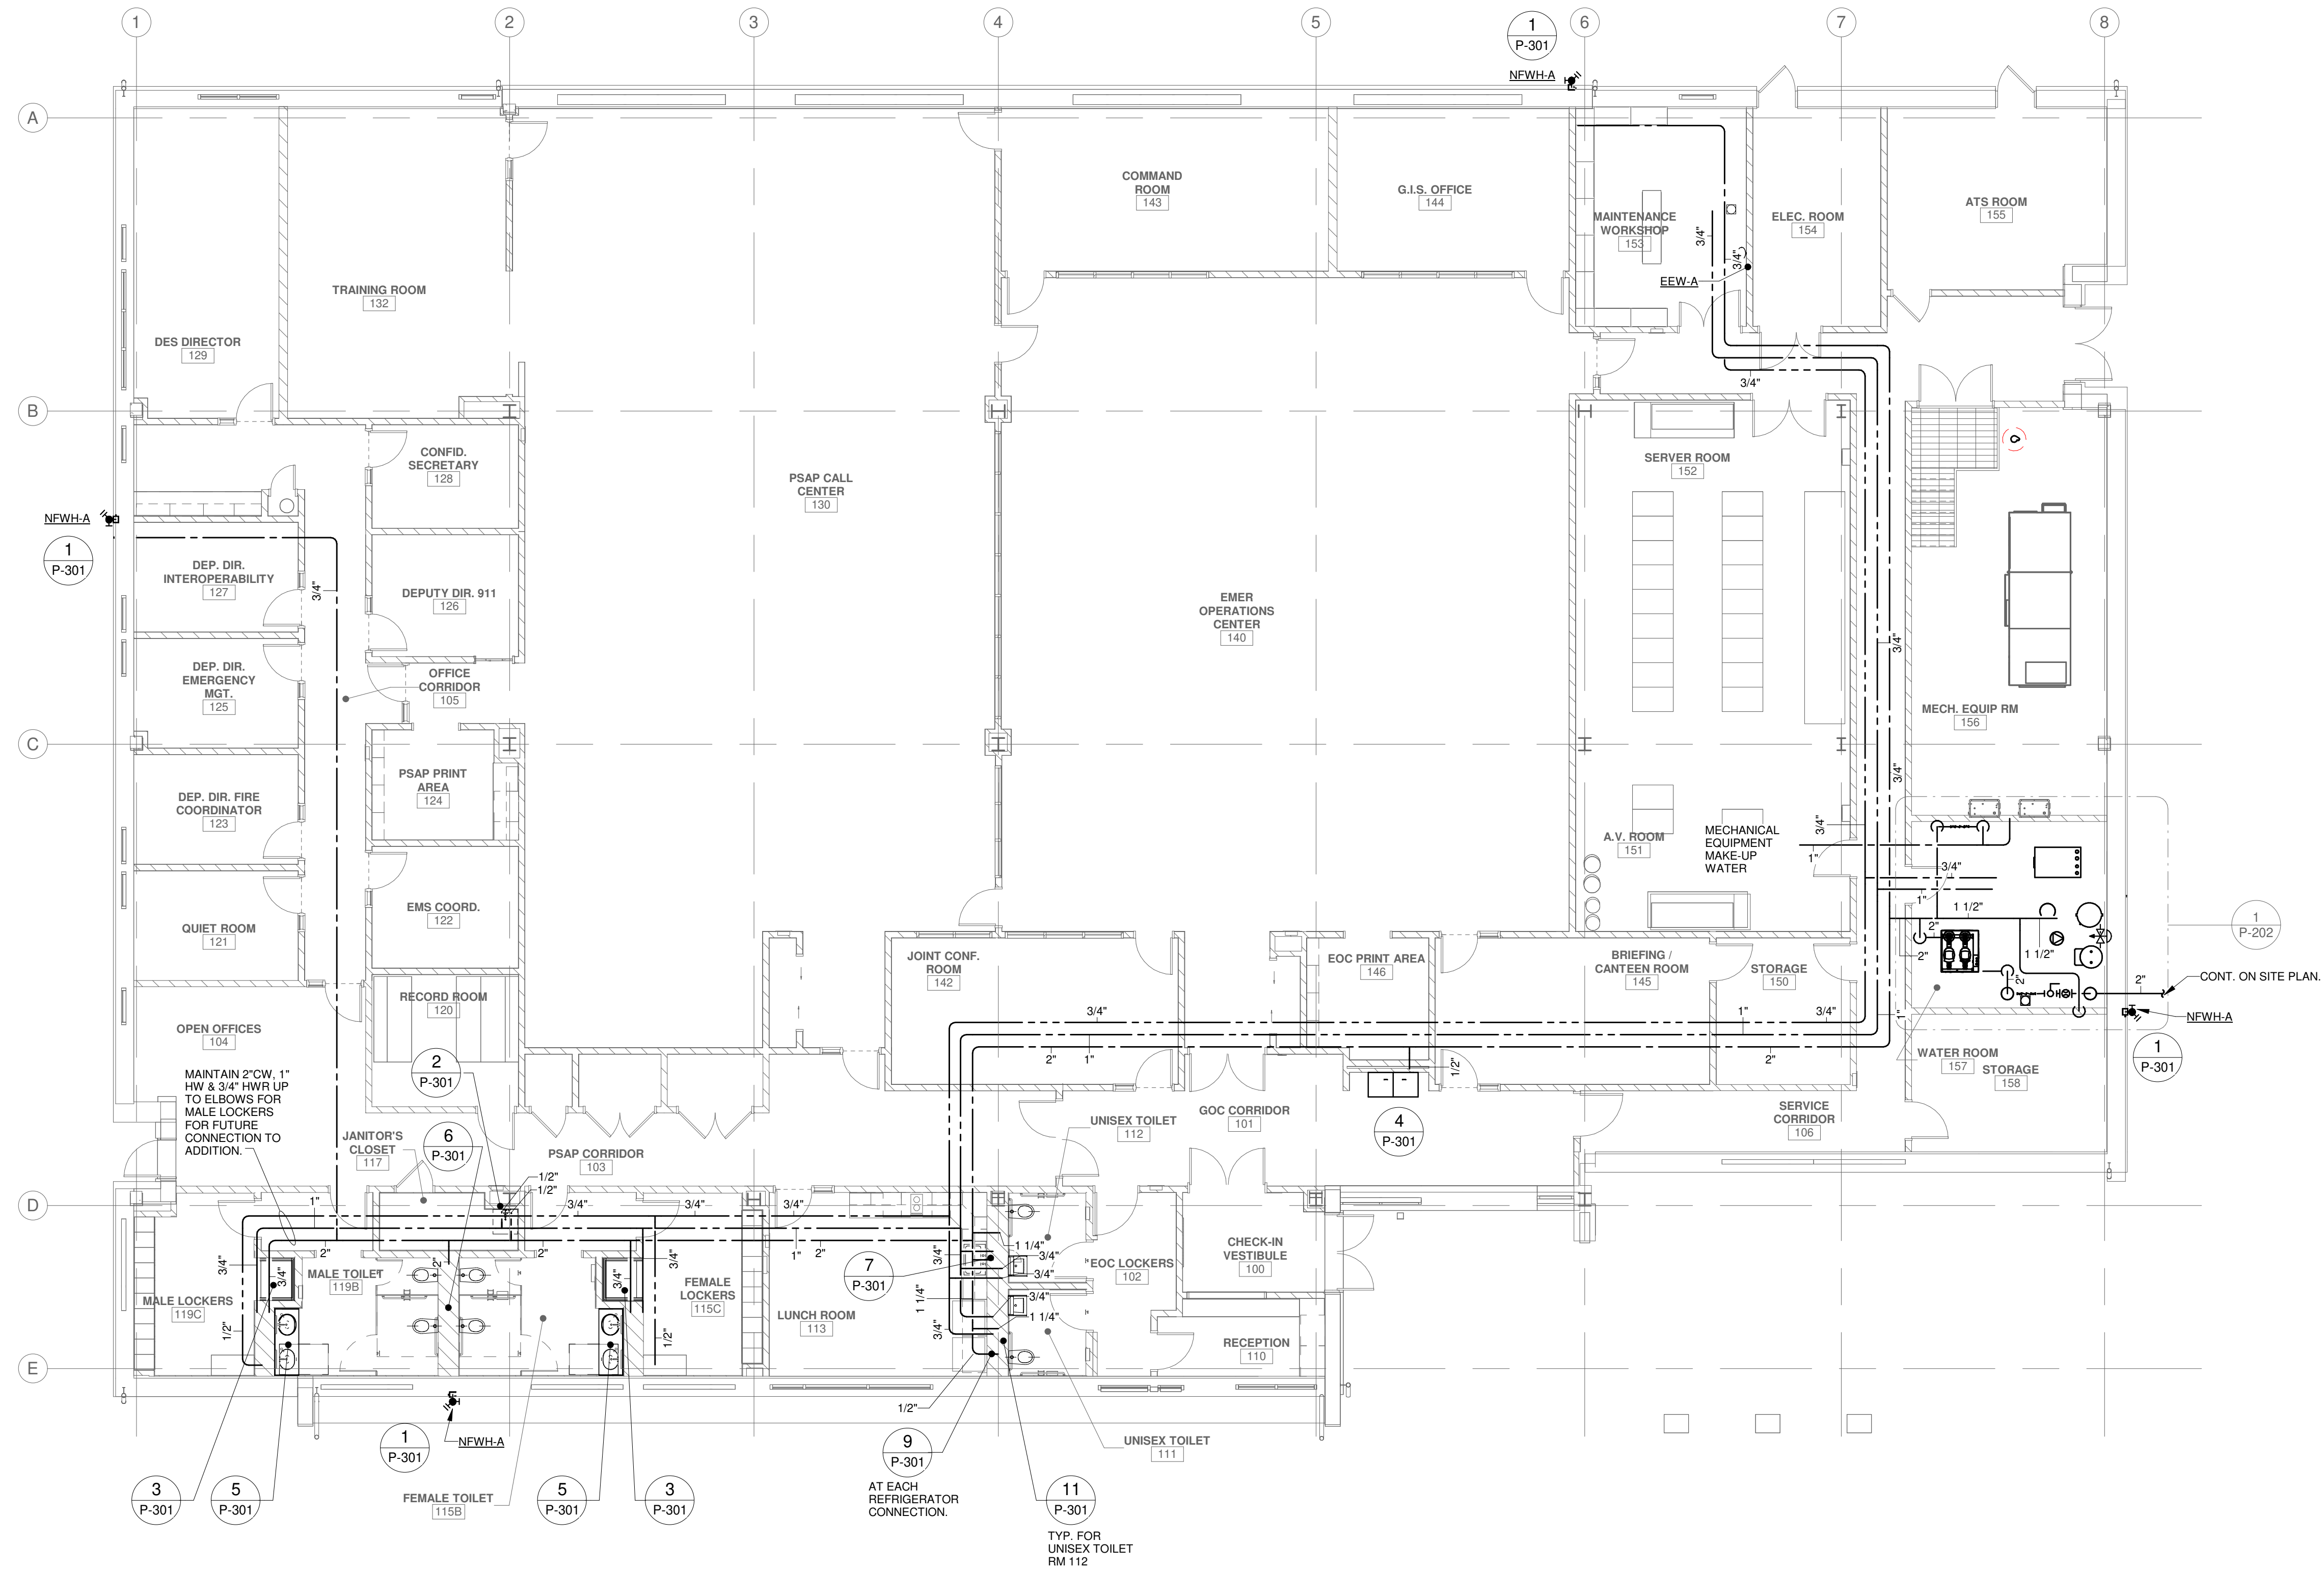 1
2
3
4
5
6
7
8
1
P-301
NFWH-A
A
COMMAND
ROOM
143
G.I.S. OFFICE
144
MAINTENANCE
WORKSHOP
153
ELEC. ROOM
154
ATS ROOM
155
3/4"
3/4"
EEW-A
TRAINING ROOM
132
DES DIRECTOR
129
3/4"
B
CONFID.
SECRETARY
128
PSAP CALL
CENTER
130
SERVER ROOM
152
NFWH-A
1
P-301
DEP. DIR.
INTEROPERABILITY
127
3/4"
DEPUTY DIR. 911
126
EMER
OPERATIONS
CENTER
140
3/4"
DEP. DIR.
EMERGENCY
MGT.
125
OFFICE
CORRIDOR
105
MECH. EQUIP RM
156
C
3/4"
PSAP PRINT
AREA
124
DEP. DIR. FIRE
COORDINATOR
123
A.V. ROOM
151
MECHANICAL
EQUIPMENT
MAKE-UP
WATER
3/4"
1"
3/4"
1"
1 1/2"
2"
2"
1 1/2"
2"
2"
1
P-202
CONT. ON SITE PLAN.
NFWH-A
1
P-301
EMS COORD.
122
QUIET ROOM
121
JOINT CONF.
ROOM
142
EOC PRINT AREA
146
BRIEFING /
CANTEEN ROOM
145
STORAGE
150
RECORD ROOM
120
OPEN OFFICES
104
3/4"
1"
3/4"
1"
2"
1"
2"
1/2"
WATER ROOM
157
STORAGE
158
2
P-301
MAINTAIN 2"CW, 1"
HW & 3/4" HWR UP
TO ELBOWS FOR
MALE LOCKERS
FOR FUTURE
CONNECTION TO
ADDITION.
JANITOR'S
CLOSET
117
6
P-301
PSAP CORRIDOR
103
UNISEX TOILET
112
GOC CORRIDOR
101
4
P-301
SERVICE
CORRIDOR
106
D
1"
1/2"
1/2"
3/4"
3/4"
3/4"
2"
2"
2"
1"
2"
3/4"
3/4"
3/4"
3/4"
3/4"
1 1/4"
3/4"
3/4"
3/4"
1 1/4"
1 1/4"
3/4"
7
P-301
MALE TOILET
119B
MALE LOCKERS
119C
1/2"
FEMALE
LOCKERS
115C
1/2"
LUNCH ROOM
113
EOC LOCKERS
102
CHECK-IN
VESTIBULE
100
RECEPTION
110
E
1/2"
1
P-301
NFWH-A
9
P-301
AT EACH
REFRIGERATOR
CONNECTION.
UNISEX TOILET
111
3
P-301
5
P-301
FEMALE TOILET
115B
5
P-301
3
P-301
11
P-301
TYP. FOR
UNISEX TOILET
RM 112